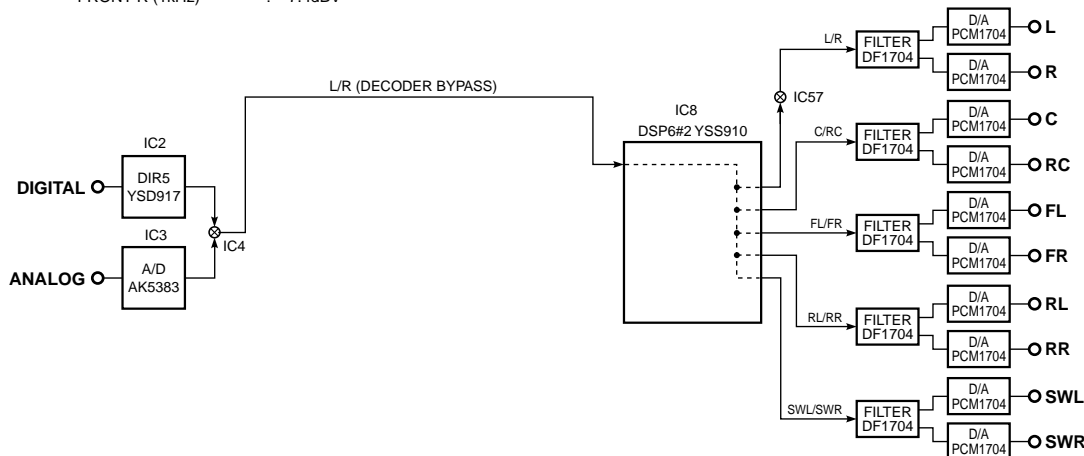 L/R (DECODER BYPASS)
IC2
DIR5
YSD917
DIGITAL
IC3
A/D
AK5383
ANALOG
IC4
IC8
DSP6#2 YSS910
IC57
L/R
FILTER
DF1704
D/A
PCM1704
L
D/A
PCM1704
R
C/RC
FILTER
DF1704
D/A
PCM1704
C
D/A
PCM1704
RC
FL/FR
FILTER
DF1704
D/A
PCM1704
FL
D/A
PCM1704
FR
RL/RR
FILTER
DF1704
D/A
PCM1704
RL
D/A
PCM1704
RR
SWL/SWR
FILTER
DF1704
D/A
PCM1704
SWL
D/A
PCM1704
SWR